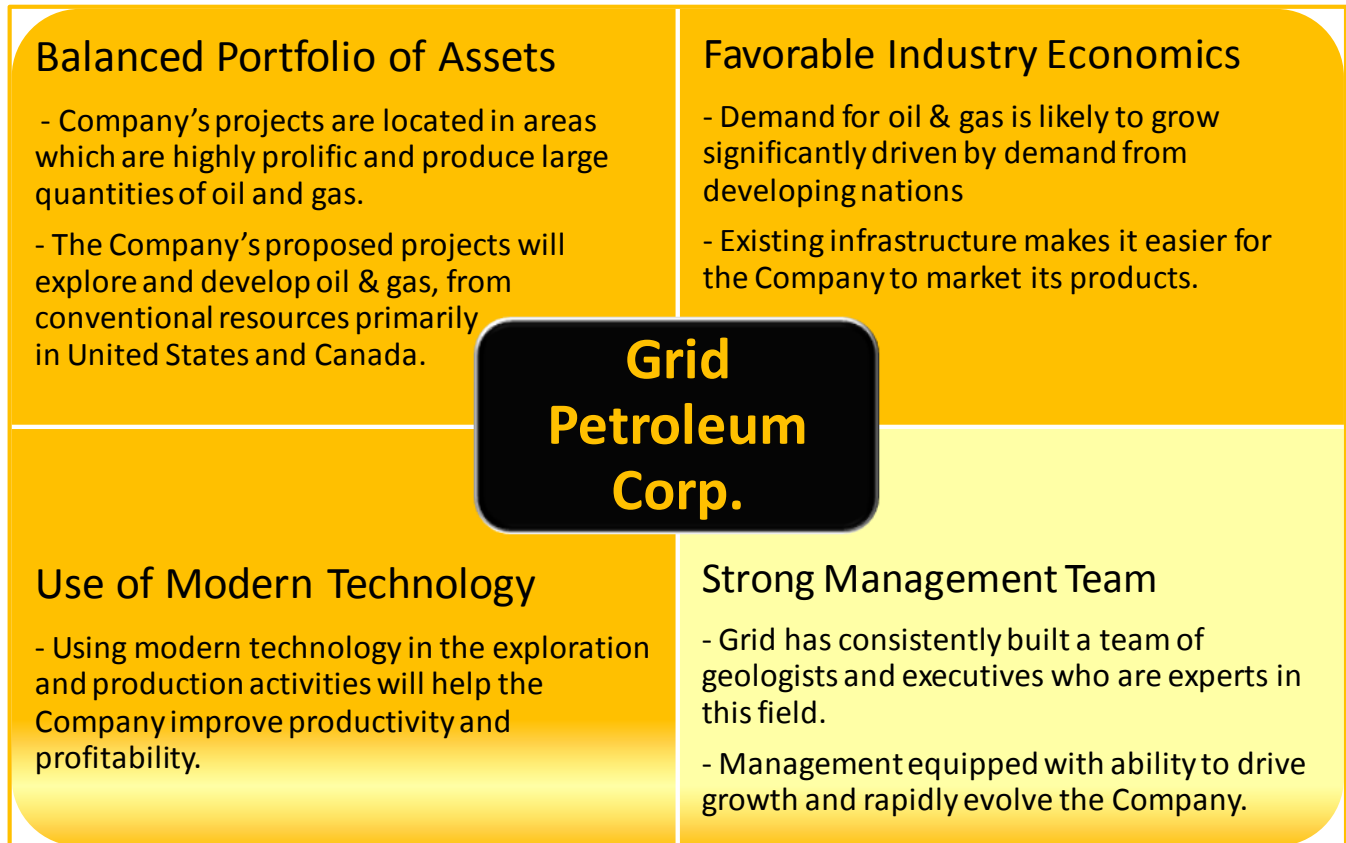 Balanced Portfolio of Assets
- Company's projects are located in areas
which are highly prolific and produce large
quantities of oil and gas.
- The Company's proposed projects will
explore and develop oil & gas, from
conventional resources primarily
in United States and Canada.
Favorable Industry Economics
- Demand for oil & gas is likely to grow
significantly driven by demand from
developing nations
- Existing infrastructure makes it easier for
the Company to market its products.
Grid
Petroleum
Corp.
Use of Modern Technology
- Using modern technology in the exploration
and production activities will help the
Company improve productivity and
profitability.
Strong Management Team
- Grid has consistently built a team of
geologists and executives who are experts in
this field.
- Management equipped with ability to drive
growth and rapidly evolve the Company.